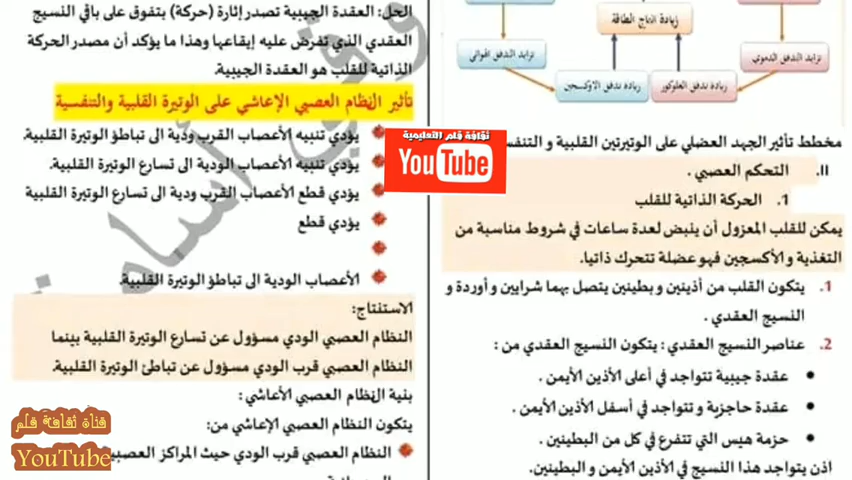 زيادة انتاج الطاقة
تزايد التدفق الدموي
تزايد التدفق الهوائي
زيادة تدفق الغلوكوز
زيادة تدفق الاوكسجين
مخطط تأثير الجهد العضلي على الوتيرتين القلبية و التنفس
II. التحكم العصبي .
1. الحركة الذاتية للقلب
يمكن للقلب المعزول أن ينبض لعدة ساعات في شروط مناسبة من
التغذية و الأكسجين فهو عضلة تتحرك ذاتيا.
1. يتكون القلب من أذينين و بطينين يتصل بهما شرايين و أوردة و
النسيج العقدي .
2. عناصر النسيج العقدي : يتكون النسيج العقدي من :
عقدة جيبية تتواجد في أعلى الأذين الأيمن .
عقدة حاجزية و تتواجد في أسفل الأذين الأيمن .
حزمة هيس التي تتفرع في كل من البطينين .
اذن يتواجد هذا النسيج في الأذين الأيمن و البطينين.
الحل: العقدة الجيبية تصدر إثارة (حركة) بتفوق على باقي النسيج
العقدي الذي تفرض عليه إيقاعها وهذا ما يؤكد أن مصدر الحركة
الذاتية للقلب هو العقدة الجيبية.
تأثير النظام العصبي الإعاشي على الوتيرة القلبية والتنفسية
يؤدي تنبيه الأعصاب القرب ودية الى تباطؤ الوتيرة القلبية.
يؤدي تنبيه الأعصاب الودية الى تسارع الوتيرة القلبية.
يؤدي قطع الأعصاب القرب ودية الى تسارع الوتيرة القلبية
يؤدي قطع
الأعصاب الودية الى تباطؤ الوتيرة القلبية.
الاستنتاج:
النظام العصبي الودي مسؤول عن تسارع الوتيرة القلبية بينما
النظام العصبي قرب الودي مسؤول عن تباطئ الوتيرة القلبية.
بنية النظام العصبي الأعاشي:
يتكون النظام العصبي الإعاشي من:
النظام العصبي قرب الودي حيث المراكز العصبي
ثقافة قلم التعليمية
YouTube
قناة ثقافة قلم
YouTube